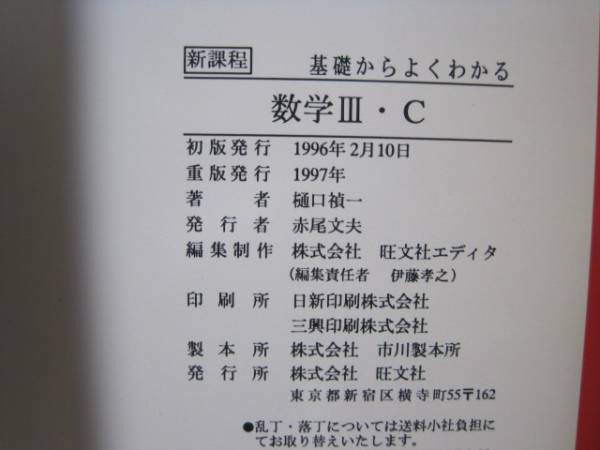 新課程 基礎からよくわかる
数学Ⅲ・C
初版発行 1996年2月10日
重版発行 1997年
著者 樋口禎一
発行者 赤尾文夫
編集制作 株式会社 旺文社エディタ
(編集責任者 伊藤孝之)
印刷所 日新印刷株式会社
三興印刷株式会社
製本所 株式会社 市川製本所
発行所 株式会社 旺文社
東京都新宿区横寺町55〒162
●乱丁・落丁については送料小社負担に
てお取り替えいたします。